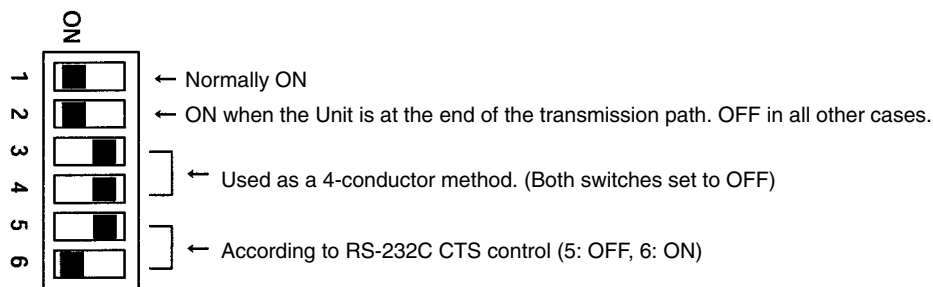 ON
1 ← Normally ON
2 ← ON when the Unit is at the end of the transmission path. OFF in all other cases.
3
4
← Used as a 4-conductor method. (Both switches set to OFF)
5
6
← According to RS-232C CTS control (5: OFF, 6: ON)